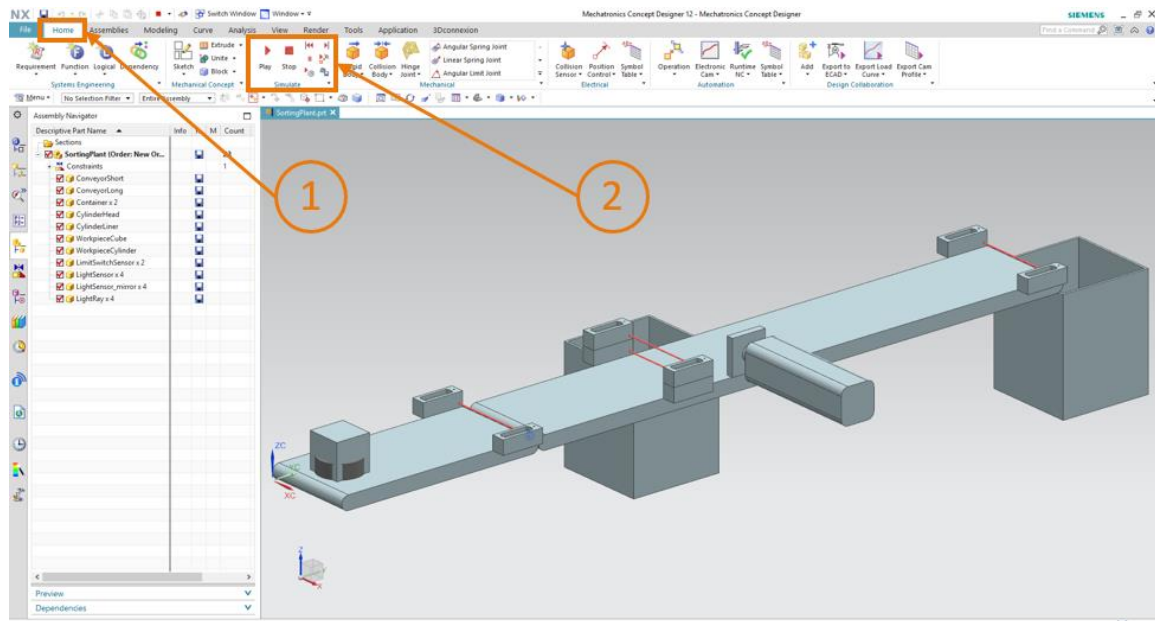 NX
Switch Window Window
Mechatronics Concept Designer 12 - Mechatronics Concept Designer
SIEMENS
File Home Assemblies Modeling Curve Analysis View Render Tools Application 3Dconnexion
Find a Command
Requirement Function Logical Dependency
Systems Engineering
Sketch Extrude
Unite
Block
Mechanical Concept
Play Stop
Simulate
Body Collision Body Hinge Joint
Angular Spring Joint
Linear Spring Joint
Angular Limit Joint
Mechanical
Collision Sensor Position Control Symbol Table
Electrical
Operation Electronic Cam Runtime NC Symbol Table
Automation
Add Export to ECAD Export Load Curve Export Cam Profile
Design Collaboration
Menu No Selection Filter Entire Assembly
Assembly Navigator
SortingPlant.prt
Descriptive Part Name Info M Count
Sections
SortingPlant (Order: New Or...
Constraints 1
ConveyorShort
ConveyorLong
Container x 2
CylinderHead
CylinderLiner
WorkpieceCube
WorkpieceCylinder
LimitSwitchSensor x 2
LightSensor x 4
LightSensor_mirror x 4
LightRay x 4
1
2
ZC
YC
XC
Z
X
Preview
Dependencies